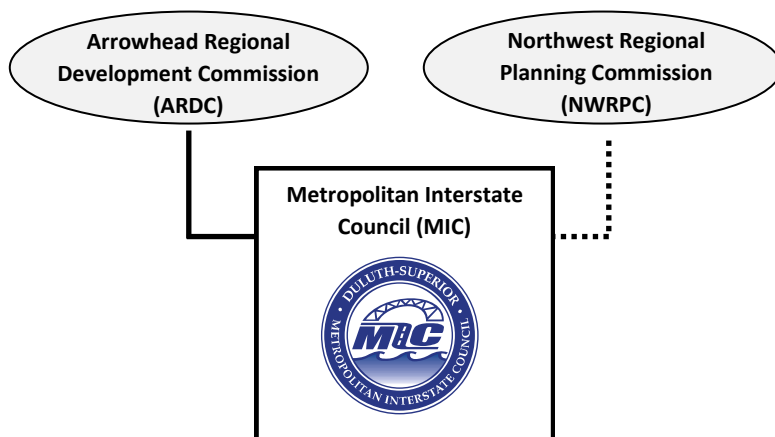 Arrowhead Regional
Development Commission
(ARDC)
Northwest Regional
Planning Commission
(NWRPC)
Metropolitan Interstate
Council (MIC)
DULUTH-SUPERIOR
MIC
METROPOLITAN INTERSTATE COUNCIL